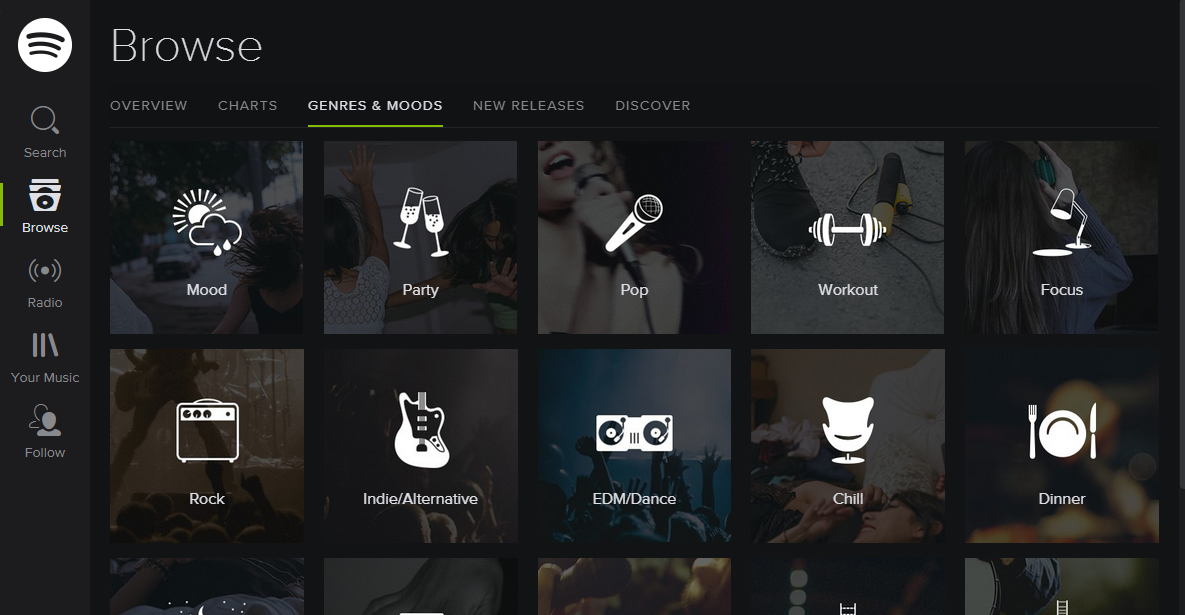 Browse
OVERVIEW CHARTS GENRES & MOODS NEW RELEASES DISCOVER
Search
Browse
Radio
Your Music
Follow
Mood Party Pop Workout Focus
Rock Indie/Alternative EDM/Dance Chill Dinner